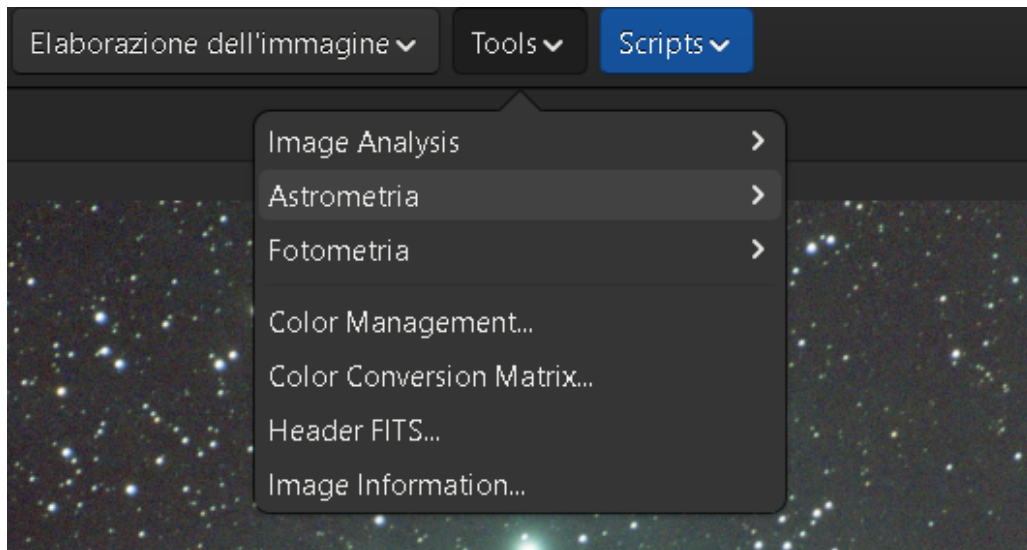 Elaborazione dell'immagine Tools Scripts
Image Analysis
Astrometria
Fotometria
Color Management...
Color Conversion Matrix...
Header FITS...
Image Information...